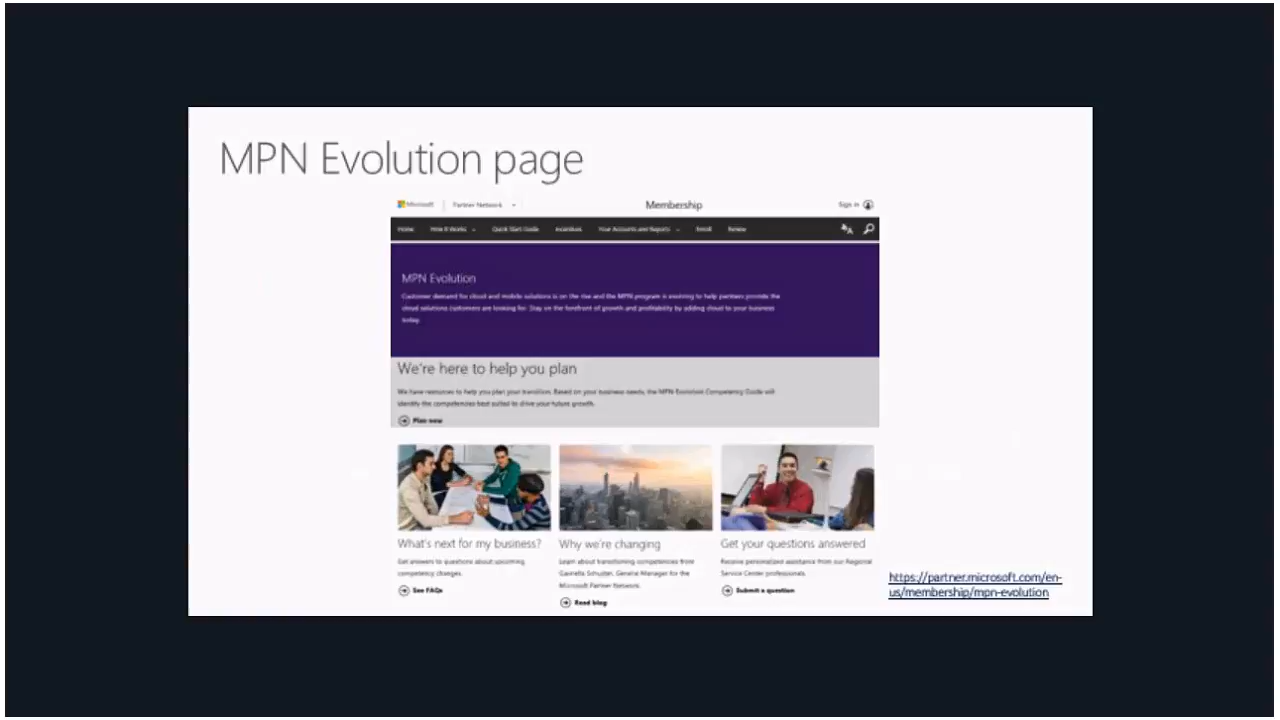 MPN Evolution page
Microsoft Partner Network Membership Sign in
Home How It Works Quick Start Guide Incentives Your Accounts and Reports Enroll Renew
MPN Evolution
Customer demand for cloud and mobile solutions is on the rise and the MPN program is evolving to help partners provide the
cloud solutions customers are looking for. Stay on the forefront of growth and profitability by adding cloud to your business
today.
We're here to help you plan
We have resources to help you plan your transition. Based on your business needs, the MPN Evolution Competency Guide will
identify the competencies best suited to drive your future growth.
Plan now
What's next for my business?
Get answers to questions about upcoming
competency changes.
See FAQs
Why we're changing
Learn about transforming competencies from
Gavriella Schuster, General Manager for the
Microsoft Partner Network.
Read blog
Get your questions answered
Receive personalized assistance from our Regional
Service Center professionals.
Submit a question
https://partner.microsoft.com/en-
us/membership/mpn-evolution